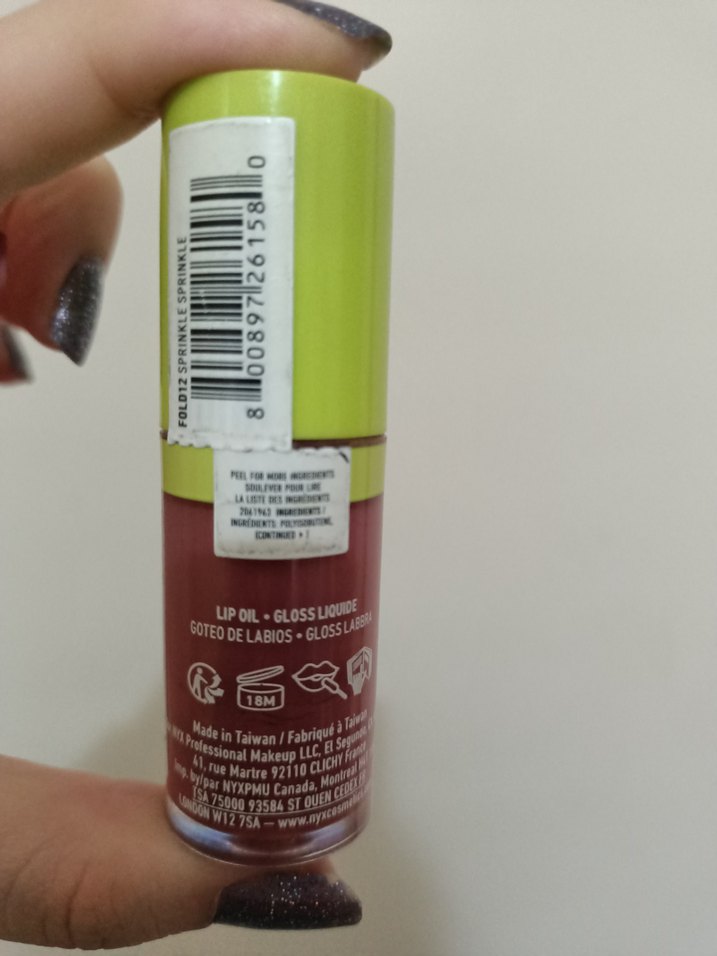 FOLD12 SPRINKLE SPRINKLE
8 00897 26158 0
PEEL FOR MORE INGREDIENTS
SOULEVER POUR LIRE
LA LISTE DES INGRÉDIENTS
2041943 INGREDIENTS /
INGRÉDIENTS: POLYISOBUTENE,
(CONTINUED → )
LIP OIL • GLOSS LIQUIDE
GOTEO DE LABIOS • GLOSS LABBRA
18M
Made in Taiwan / Fabriqué à Taiwan
NYX Professional Makeup LLC, El Segundo,
41, rue Martre 92110 CLICHY France
Imp. by/par NYXPMU Canada, Montreal
TSA 75000 93584 ST OUEN CEDEX
LONDON W12 7SA — www.nyxcosmetics